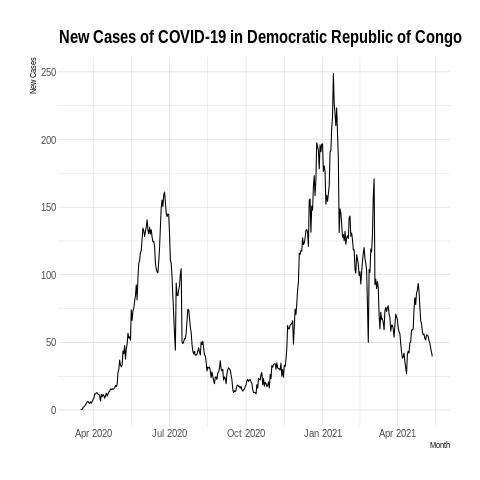 New Cases of COVID-19 in Democratic Republic of Congo
New Cases
250
200
150
100
50
0
Apr 2020 Jul 2020 Oct 2020 Jan 2021 Apr 2021
Month